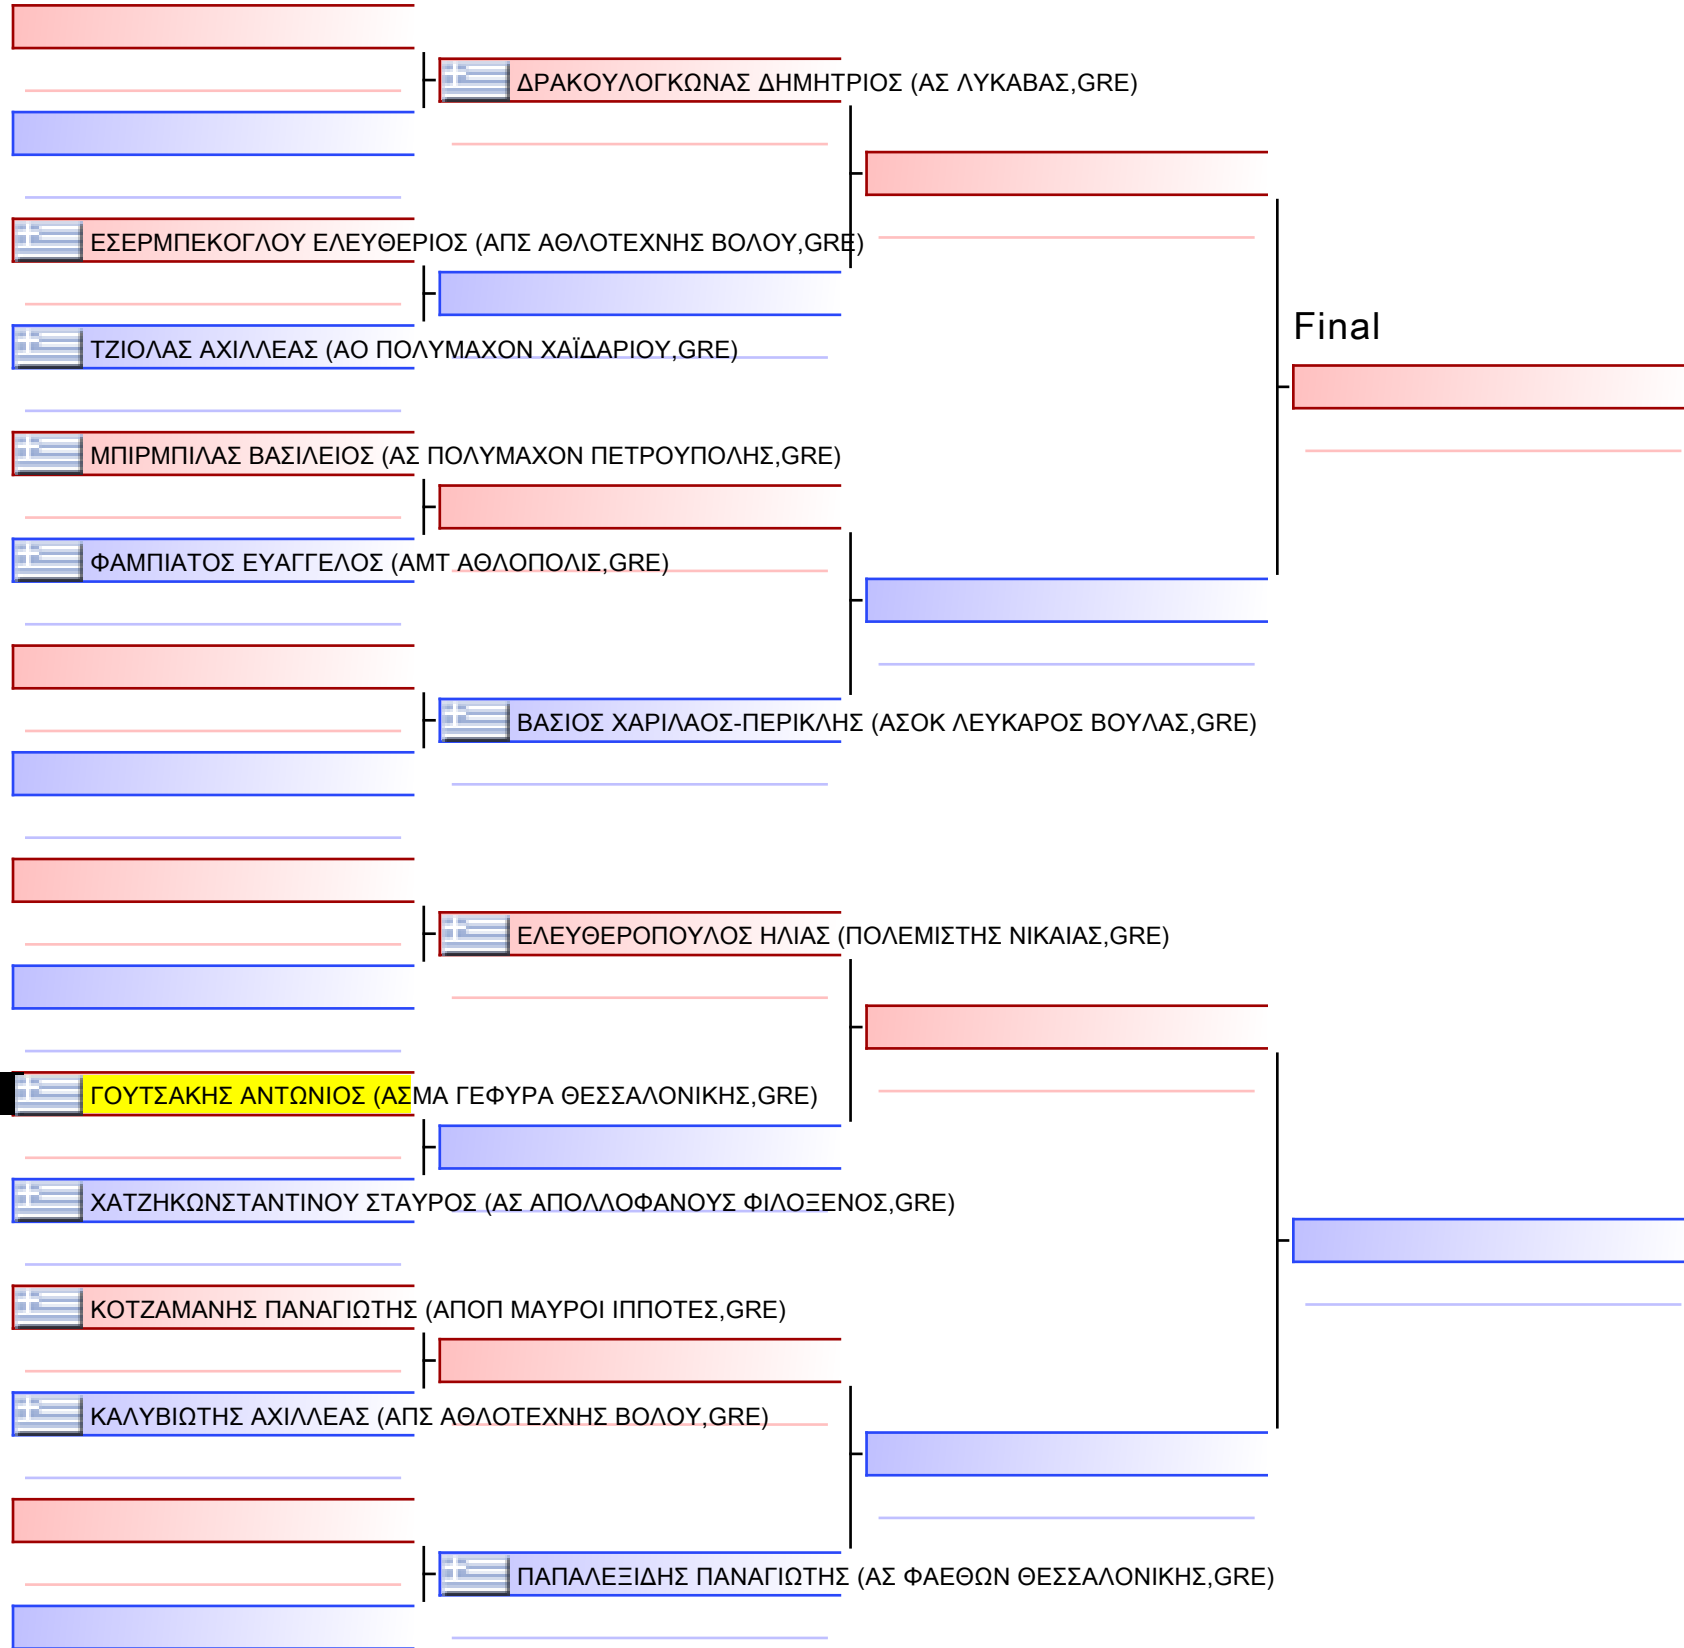 ΔΡΑΚΟΥΛΟΓΚΩΝΑΣ ΔΗΜΗΤΡΙΟΣ (ΑΣ ΛΥΚΑΒΑΣ,GRE)
ΕΣΕΡΜΠΕΚΟΓΛΟΥ ΕΛΕΥΘΕΡΙΟΣ (ΑΠΣ ΑΘΛΟΤΕΧΝΗΣ ΒΟΛΟΥ,GRE)
Final
ΤΖΙΟΛΑΣ ΑΧΙΛΛΕΑΣ (ΑΟ ΠΟΛΥΜΑΧΟΝ ΧΑΪΔΑΡΙΟΥ,GRE)
ΜΠΙΡΜΠΙΛΑΣ ΒΑΣΙΛΕΙΟΣ (ΑΣ ΠΟΛΥΜΑΧΟΝ ΠΕΤΡΟΥΠΟΛΗΣ,GRE)
ΦΑΜΠΙΑΤΟΣ ΕΥΑΓΓΕΛΟΣ (ΑΜΤ ΑΘΛΟΠΟΛΙΣ,GRE)
ΒΑΣΙΟΣ ΧΑΡΙΛΑΟΣ-ΠΕΡΙΚΛΗΣ (ΑΣΟΚ ΛΕΥΚΑΡΟΣ ΒΟΥΛΑΣ,GRE)
ΕΛΕΥΘΕΡΟΠΟΥΛΟΣ ΗΛΙΑΣ (ΠΟΛΕΜΙΣΤΗΣ ΝΙΚΑΙΑΣ,GRE)
ΓΟΥΤΣΑΚΗΣ ΑΝΤΩΝΙΟΣ (ΑΣΜΑ ΓΕΦΥΡΑ ΘΕΣΣΑΛΟΝΙΚΗΣ,GRE)
ΧΑΤΖΗΚΩΝΣΤΑΝΤΙΝΟΥ ΣΤΑΥΡΟΣ (ΑΣ ΑΠΟΛΛΟΦΑΝΟΥΣ ΦΙΛΟΞΕΝΟΣ,GRE)
ΚΟΤΖΑΜΑΝΗΣ ΠΑΝΑΓΙΩΤΗΣ (ΑΠΟΠ ΜΑΥΡΟΙ ΙΠΠΟΤΕΣ,GRE)
ΚΑΛΥΒΙΩΤΗΣ ΑΧΙΛΛΕΑΣ (ΑΠΣ ΑΘΛΟΤΕΧΝΗΣ ΒΟΛΟΥ,GRE)
ΠΑΠΑΛΕΞΙΔΗΣ ΠΑΝΑΓΙΩΤΗΣ (ΑΣ ΦΑΕΘΩΝ ΘΕΣΣΑΛΟΝΙΚΗΣ,GRE)